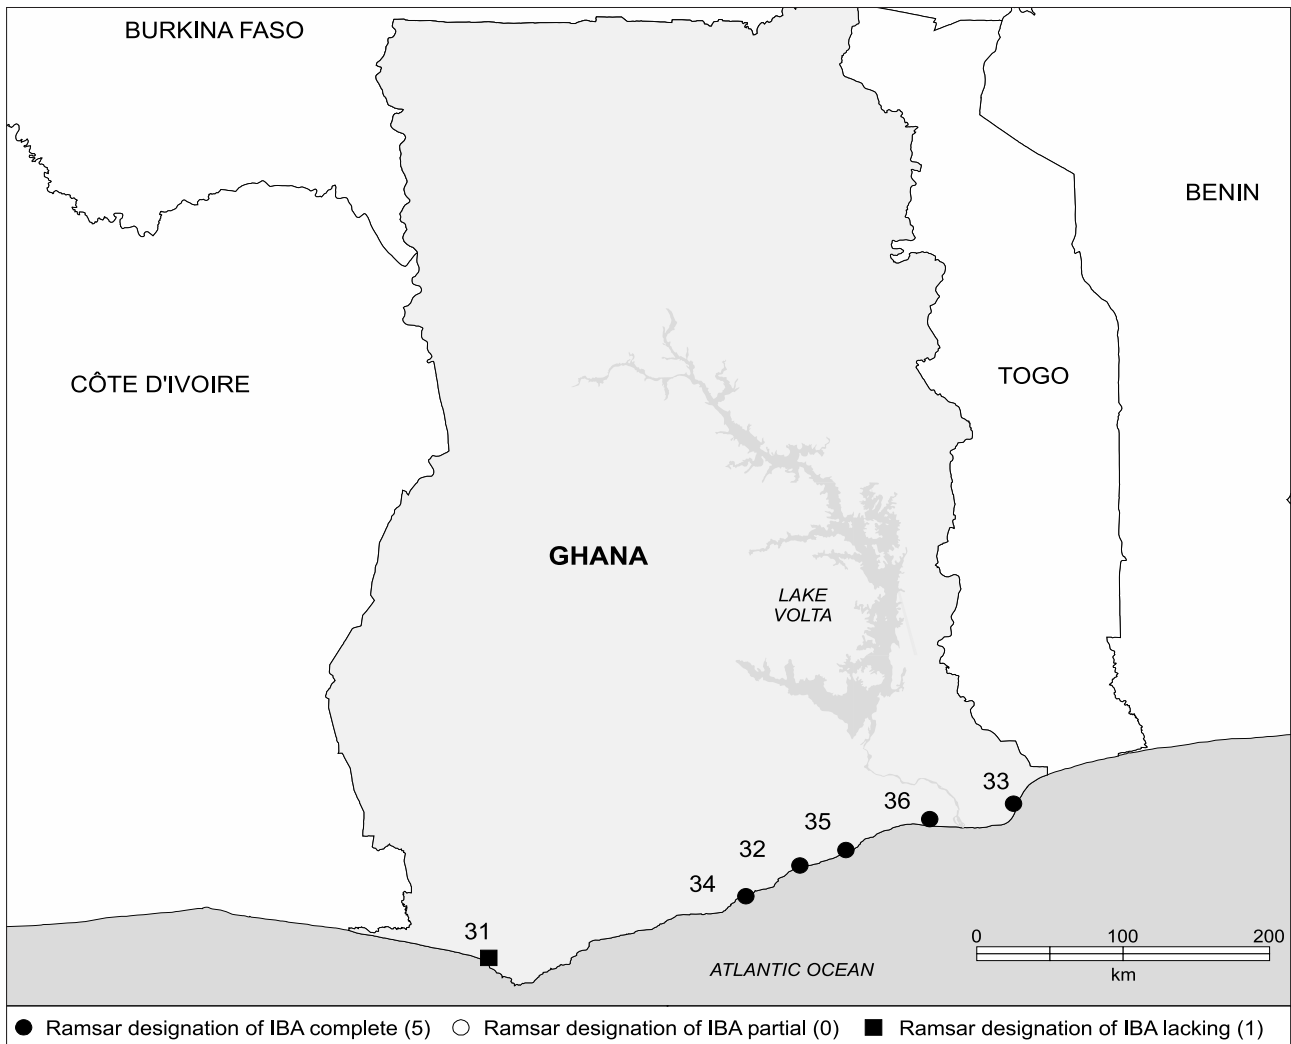 BURKINA FASO
BENIN
TOGO
CÔTE D'IVOIRE
GHANA
LAKE
VOLTA
33
36
35
32
34
31
0 100 200
km
ATLANTIC OCEAN
Ramsar designation of IBA complete (5) Ramsar designation of IBA partial (0) Ramsar designation of IBA lacking (1)